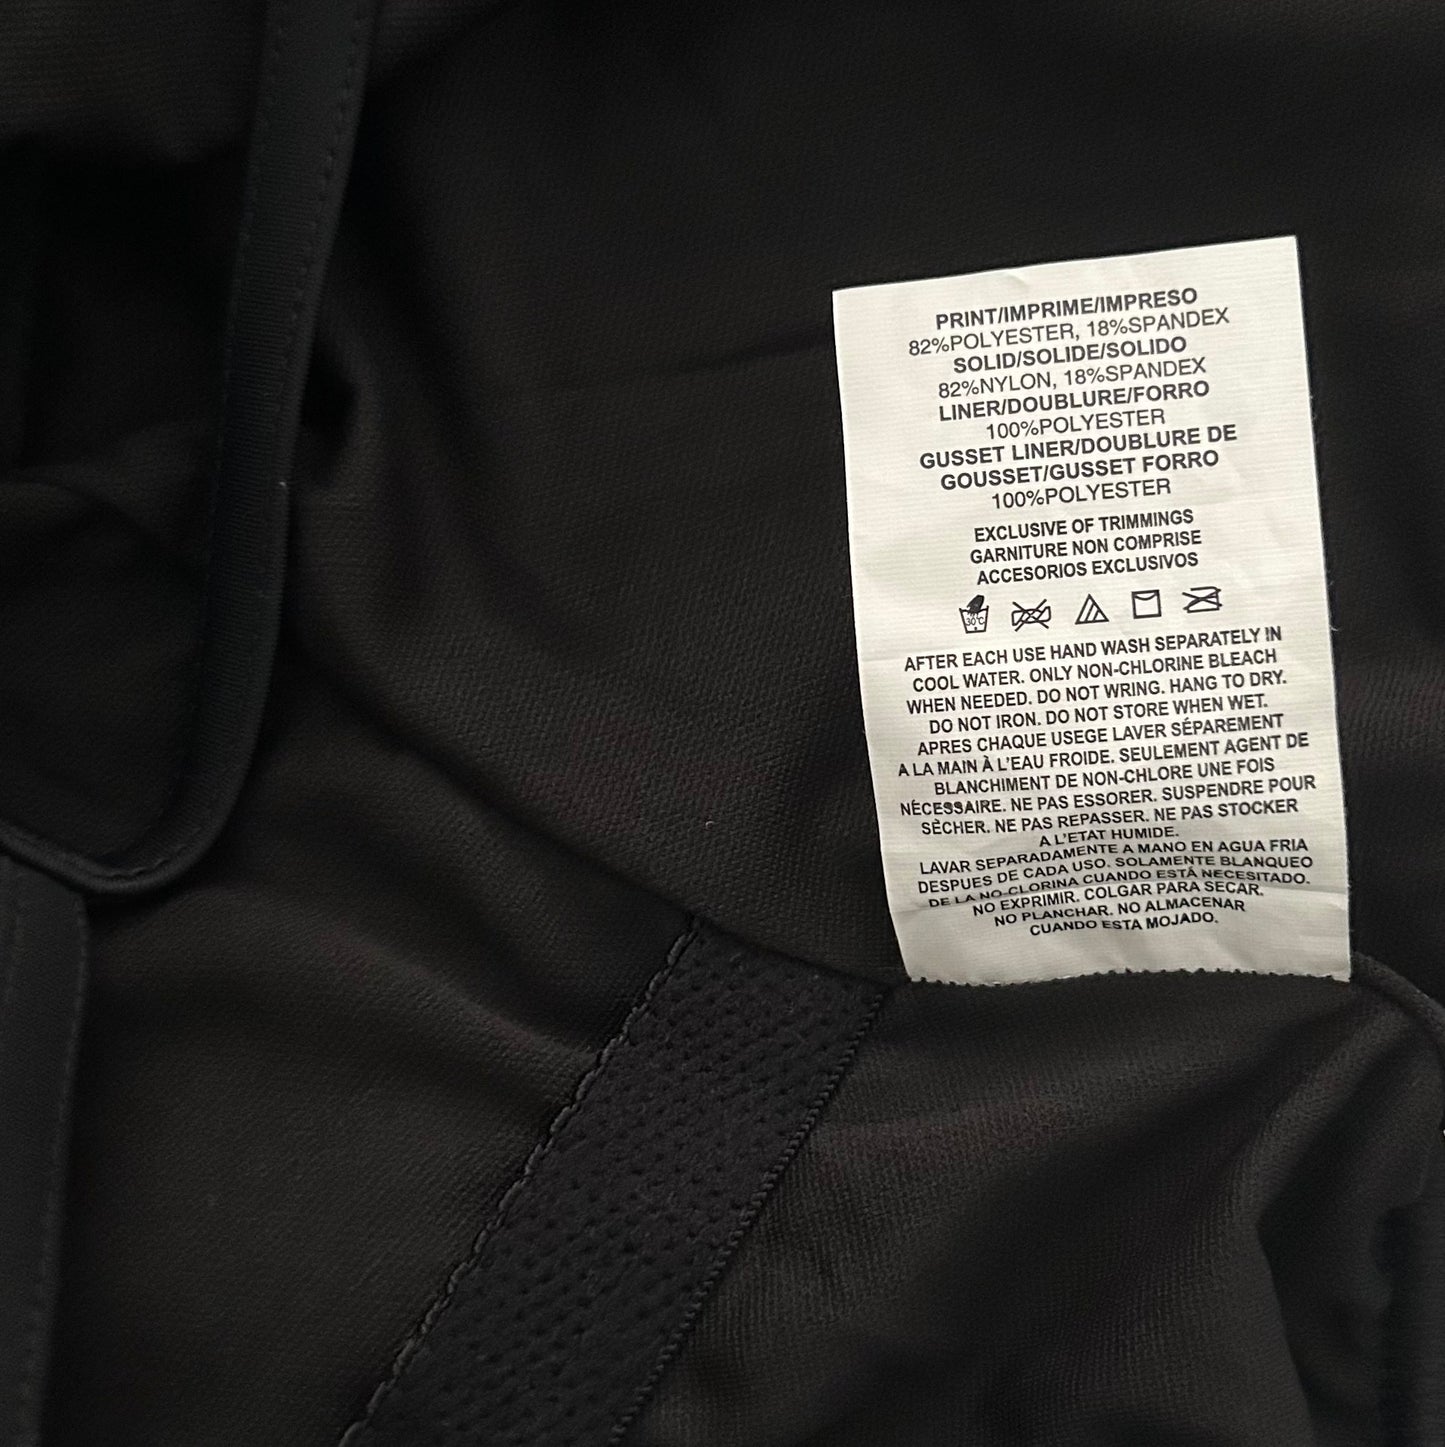 PRINT/IMPRIME/IMPRESO
82%POLYESTER, 18%SPANDEX
SOLID/SOLIDE/SOLIDO
82%NYLON, 18%SPANDEX
LINER/DOUBLURE/FORRO
100%POLYESTER
GUSSET LINER/DOUBLURE DE
GOUSSET/GUSSET FORRO
100%POLYESTER
EXCLUSIVE OF TRIMMINGS
GARNITURE NON COMPRISE
ACCESORIOS EXCLUSIVOS
30°C
AFTER EACH USE HAND WASH SEPARATELY IN
COOL WATER. ONLY NON-CHLORINE BLEACH
WHEN NEEDED. DO NOT WRING. HANG TO DRY.
DO NOT IRON. DO NOT STORE WHEN WET.
APRES CHAQUE USEGE LAVER SÉPAREMENT
A LA MAIN À L'EAU FROIDE. SEULEMENT AGENT DE
BLANCHIMENT DE NON-CHLORE UNE FOIS
NÉCESSAIRE. NE PAS ESSORER. SUSPENDRE POUR
SÈCHER. NE PAS REPASSER. NE PAS STOCKER
A L'ETAT HUMIDE.
LAVAR SEPARADAMENTE A MANO EN AGUA FRIA
DESPUES DE CADA USO. SOLAMENTE BLANQUEO
DE LA NO-CLORINA CUANDO ESTÁ NECESITADO.
NO EXPRIMIR. COLGAR PARA SECAR.
NO PLANCHAR. NO ALMACENAR
CUANDO ESTA MOJADO.